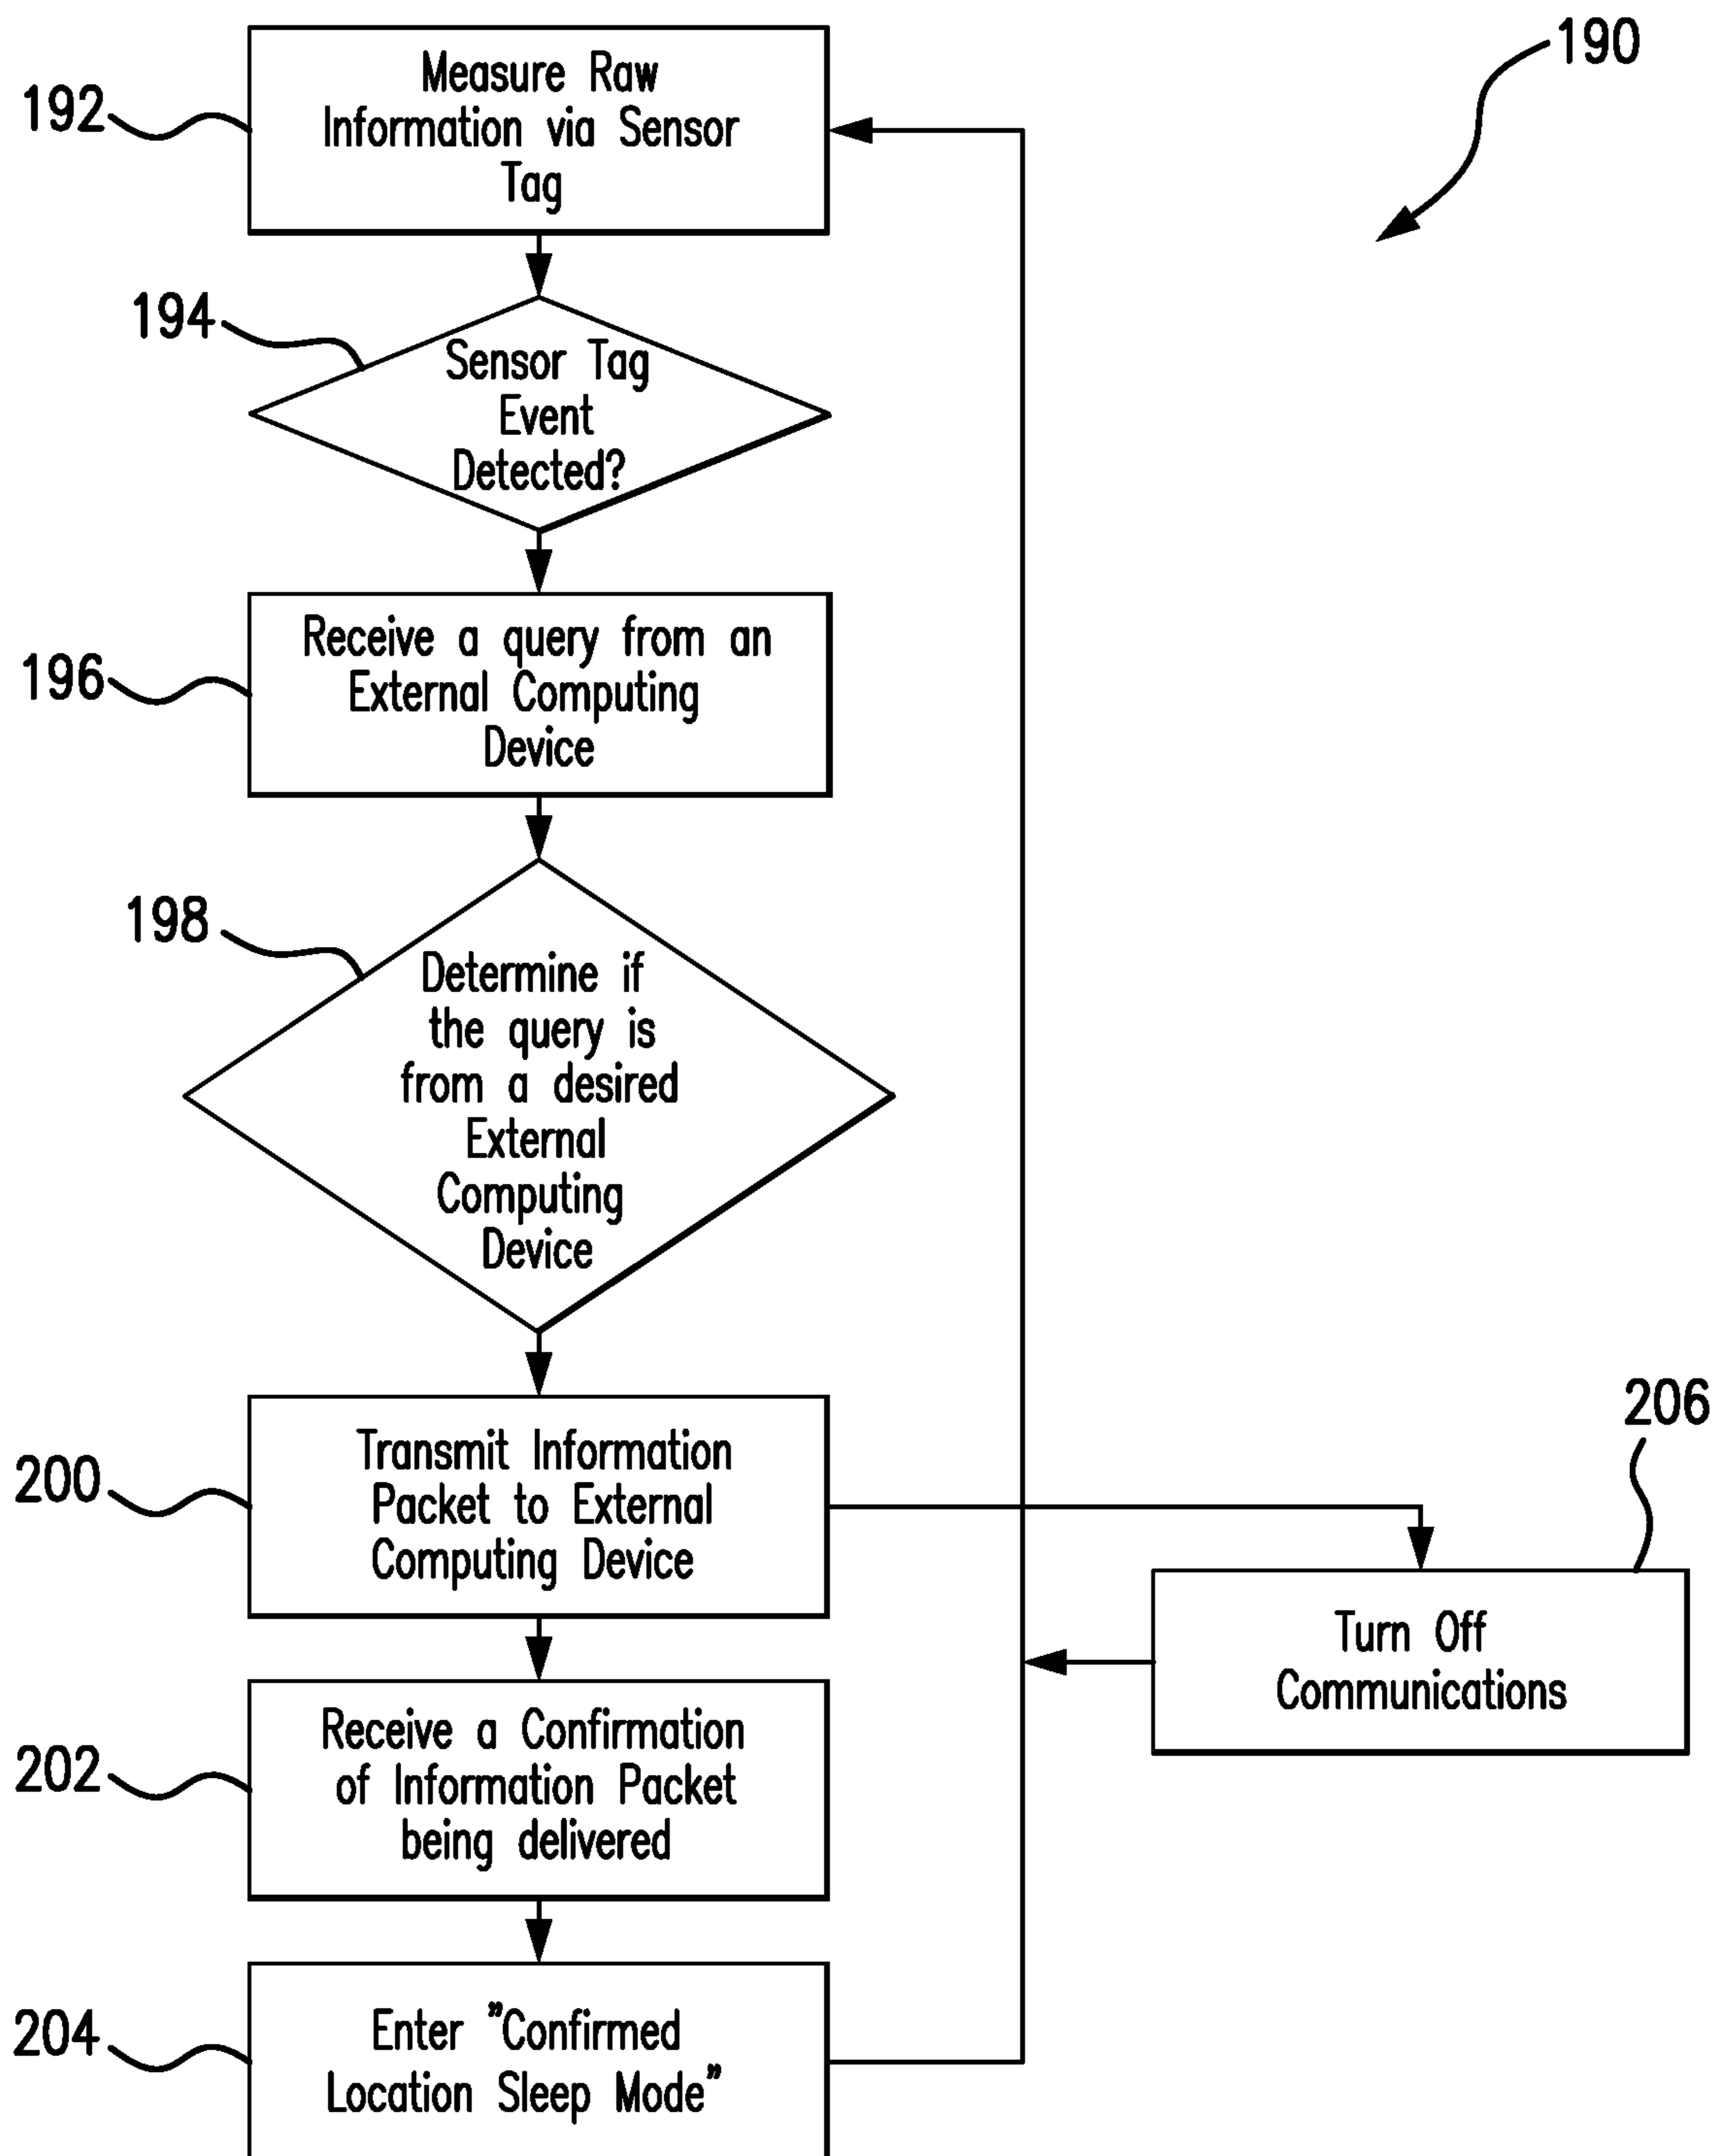 190
192
Measure Raw
Information via Sensor
Tag
194
Sensor Tag
Event
Detected?
196
Receive a query from an
External Computing
Device
198
Determine if
the query is
from a desired
External
Computing
Device
200
Transmit Information
Packet to External
Computing Device
206
Turn Off
Communications
202
Receive a Confirmation
of Information Packet
being delivered
204
Enter "Confirmed
Location Sleep Mode"